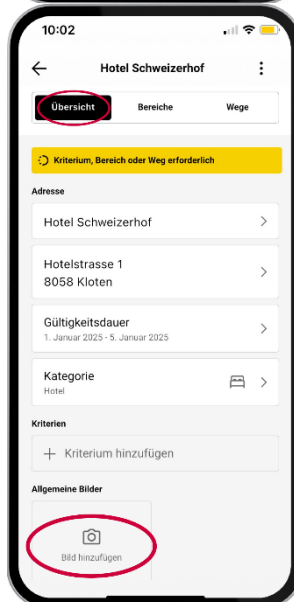 10:02
Hotel Schweizerhof
Übersicht Bereiche Wege
Kriterium, Bereich oder Weg erforderlich
Adresse
Hotel Schweizerhof
Hotelstrasse 1
8058 Kloten
Gültigkeitsdauer
1. Januar 2025 - 5. Januar 2025
Kategorie
Hotel
Kriterien
+ Kriterium hinzufügen
Allgemeine Bilder
Bild hinzufügen